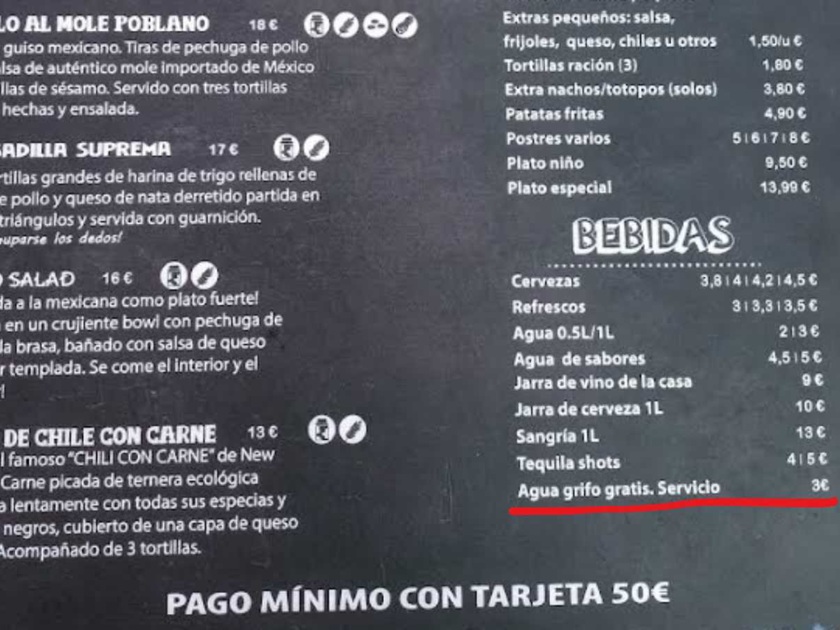 LO AL MOLE POBLANO 18 €
guiso mexicano. Tiras de pechuga de pollo
lsa de auténtico mole importado de México
llas de sésamo. Servido con tres tortillas
hechas y ensalada.
SADILLA SUPREMA 17 €
rtillas grandes de harina de trigo rellenas de
e pollo y queso de nata derretido partida en
triángulos y servida con guarnición.
uparse los dedos!
O SALAD 16 €
da a la mexicana como plato fuerte!
en un crujiente bowl con pechuga de
la brasa, bañado con salsa de queso
r templada. Se come el interior y el
r!
DE CHILE CON CARNE 13 €
l famoso "CHILI CON CARNE" de New
Carne picada de ternera ecológica
a lentamente con todas sus especias y
negros, cubierto de una capa de queso
Acompañado de 3 tortillas.
Extras pequeños: salsa,
frijoles, queso, chiles u otros 1,50/u €
Tortillas ración (3) 1,80 €
Extra nachos/totopos (solos) 3,80 €
Patatas fritas 4,90 €
Postres varios 5|6|7|8 €
Plato niño 9,50 €
Plato especial 13,99 €
BEBIDAS
Cervezas 3,8|4|4,2|4,5 €
Refrescos 3|3,3|3,5 €
Agua 0.5L/1L 2|3 €
Agua de sabores 4,5|5 €
Jarra de vino de la casa 9 €
Jarra de cerveza 1L 10 €
Sangría 1L 13 €
Tequila shots 4|5 €
Agua grifo gratis. Servicio 3€
PAGO MÍNIMO CON TARJETA 50€